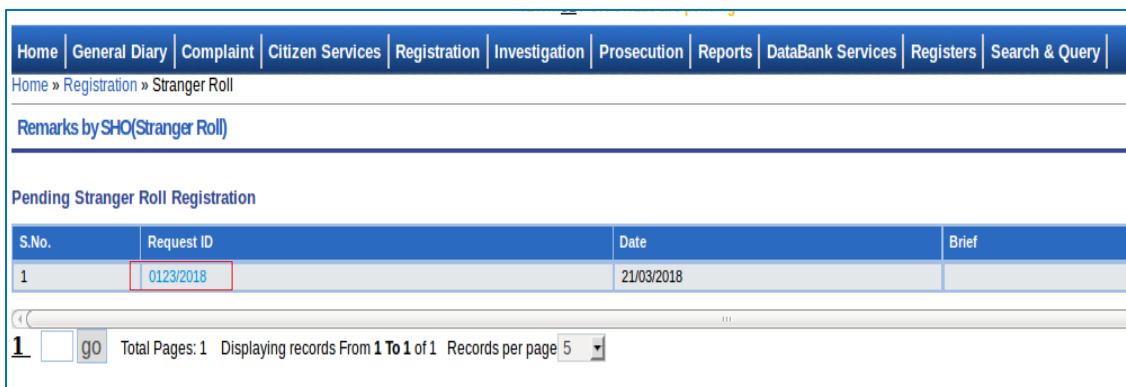 Home General Diary Complaint Citizen Services Registration Investigation Prosecution Reports DataBank Services Registers Search & Query
Home » Registration » Stranger Roll
Remarks by SHO(Stranger Roll)
Pending Stranger Roll Registration
S.No. Request ID Date Brief
1 0123/2018 21/03/2018
1 go Total Pages: 1 Displaying records From 1 To 1 of 1 Records per page 5